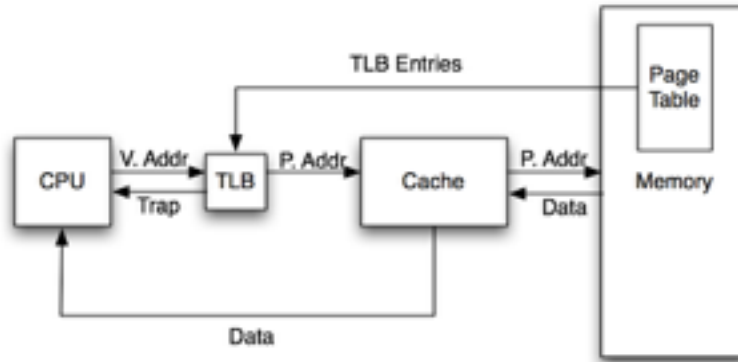 TLB Entries
Page
Table
V. Addr
P. Addr
P. Addr
CPU
TLB
Cache
Memory
Trap
Data
Data